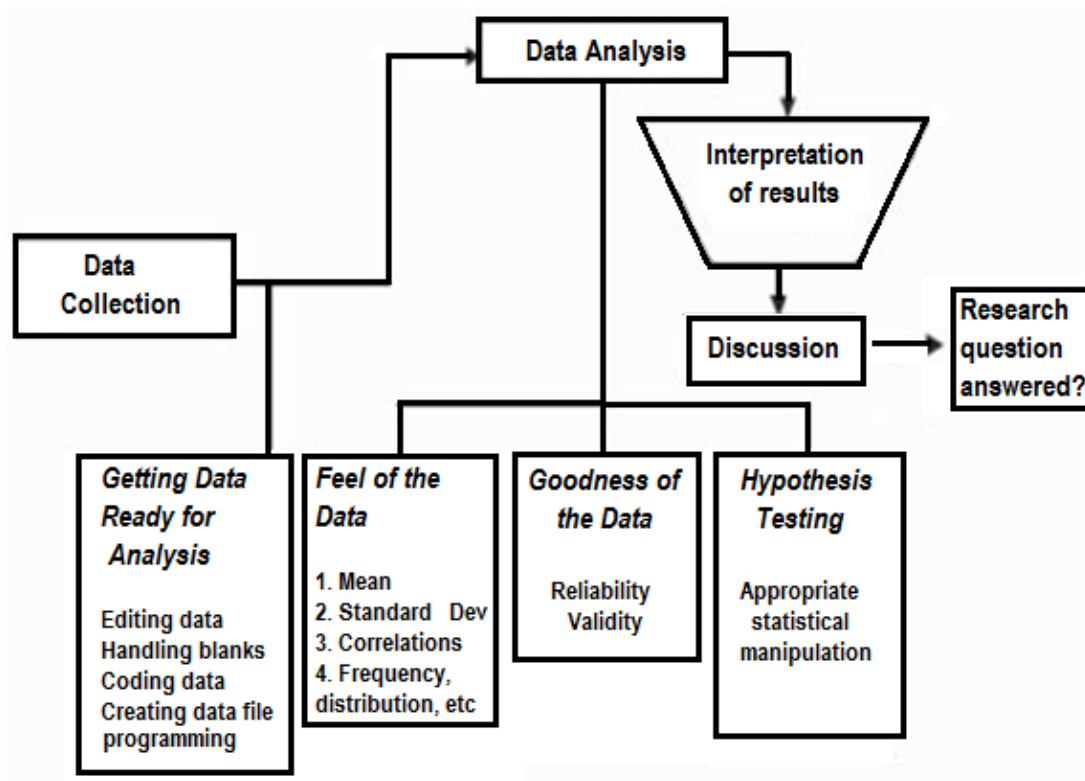 Data Analysis
Interpretation
of results
Data
Collection
Discussion
Research
question
answered?
Getting Data
Ready for
Analysis
Editing data
Handling blanks
Coding data
Creating data file
programming
Feel of the
Data
1. Mean
2. Standard Dev
3. Correlations
4. Frequency,
distribution, etc
Goodness of
the Data
Reliability
Validity
Hypothesis
Testing
Appropriate
statistical
manipulation